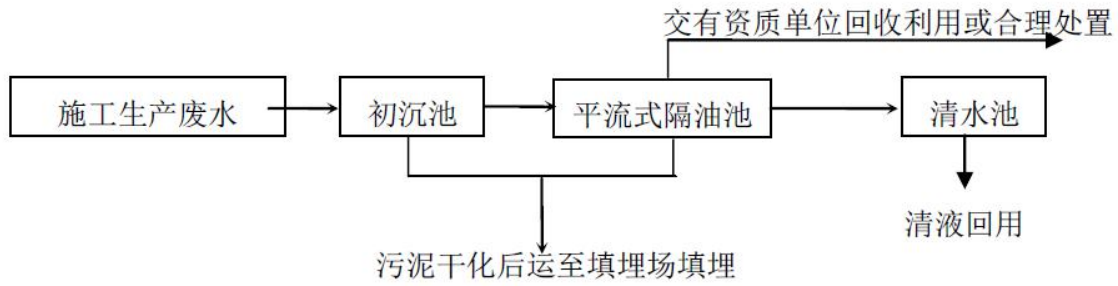 交有资质单位回收利用或合理处置
施工生产废水
初沉池
平流式隔油池
清水池
清液回用
污泥干化后运至填埋场填埋